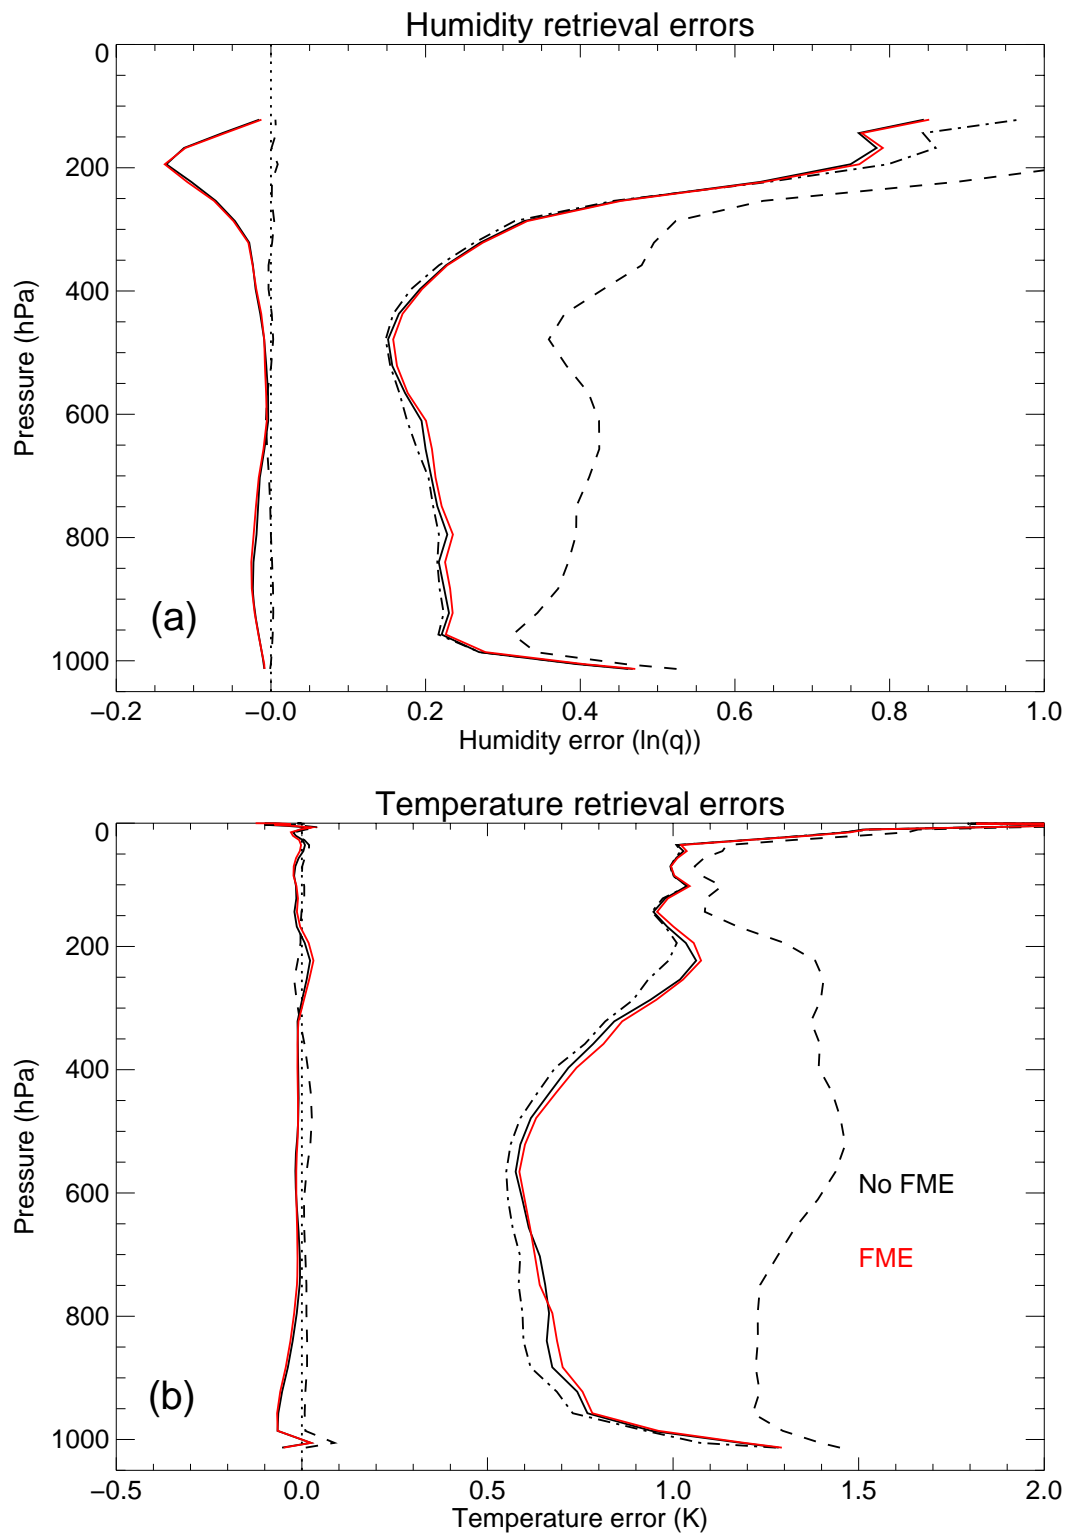 Humidity retrieval errors
0
200
400
600
800
1000
Pressure (hPa)
(a)
−0.2 −0.0 0.2 0.4 0.6 0.8 1.0
Humidity error (ln(q))
Temperature retrieval errors
0
200
400
600
800
1000
Pressure (hPa)
No FME
FME
(b)
−0.5 0.0 0.5 1.0 1.5 2.0
Temperature error (K)